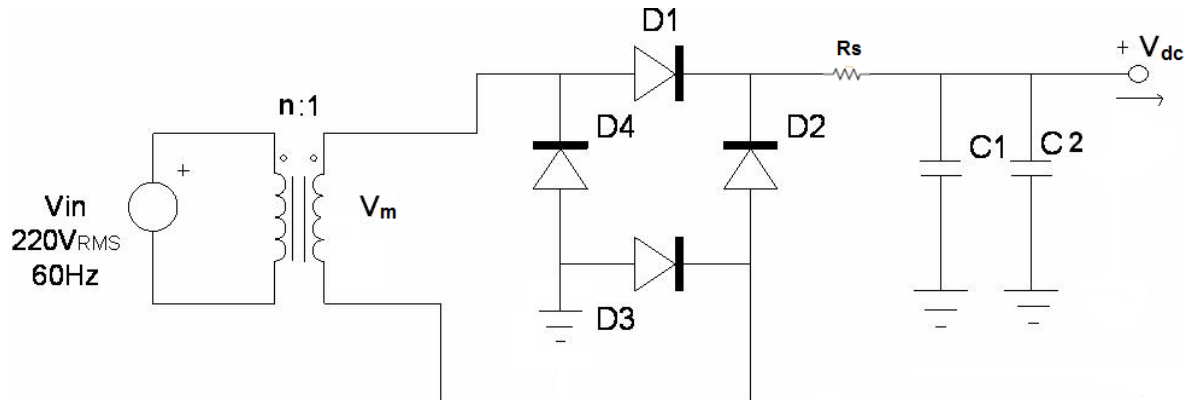 D1
Rs
+ Vdc
n:1
D4
D2
C1
C2
+
Vin
220VRMS
60Hz
Vm
D3